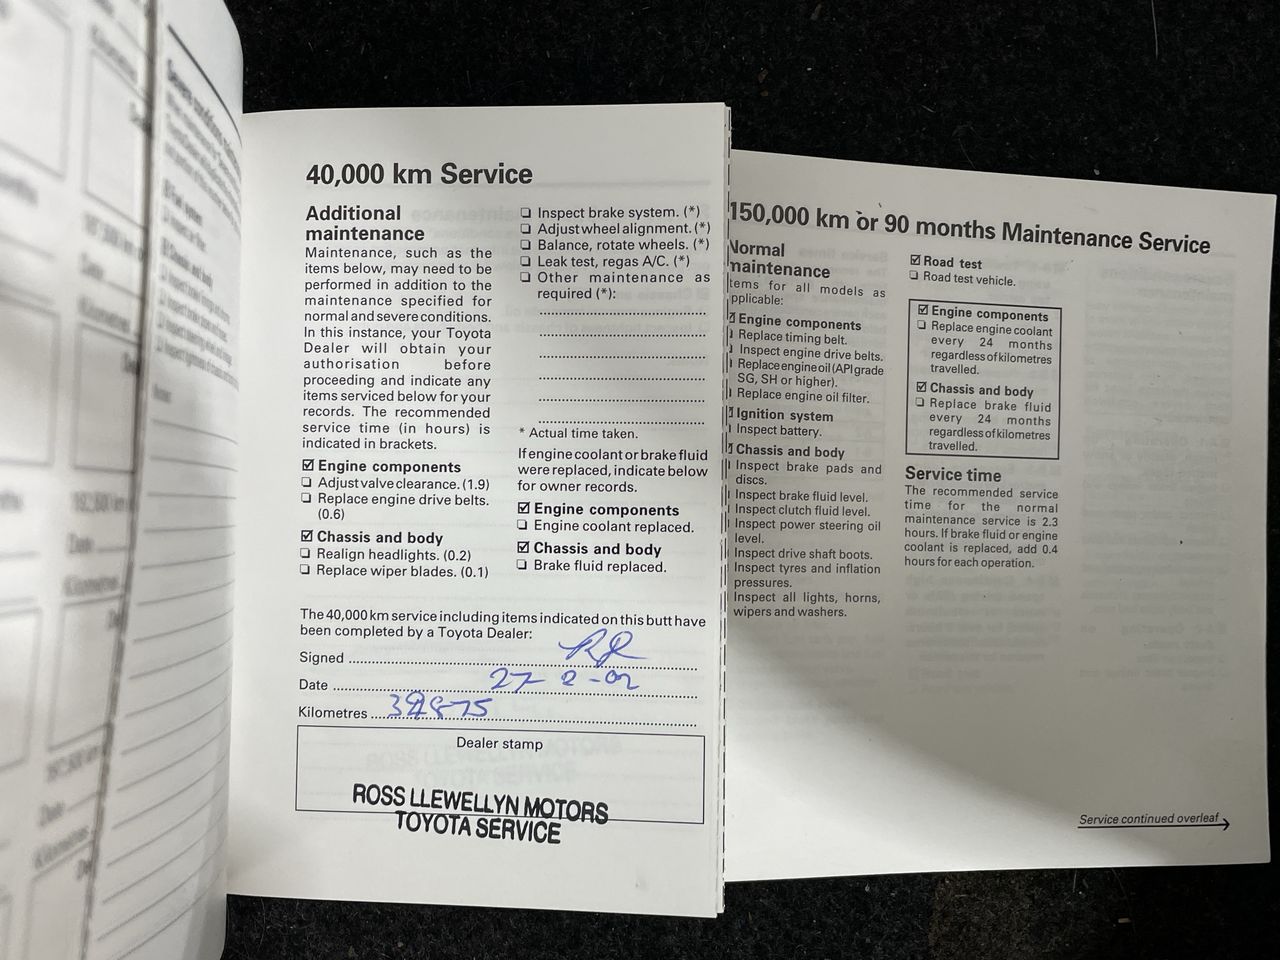 40,000 km Service
Additional
maintenance
Maintenance, such as the
items below, may need to be
performed in addition to the
maintenance specified for
normal and severe conditions.
In this instance, your Toyota
Dealer will obtain your
authorisation before
proceeding and indicate any
items serviced below for your
records. The recommended
service time (in hours) is
indicated in brackets.
☑ Engine components
❏ Adjust valve clearance. (1.9)
❏ Replace engine drive belts.
(0.6)
☑ Chassis and body
❏ Realign headlights. (0.2)
❏ Replace wiper blades. (0.1)
❏ Inspect brake system. (*)
❏ Adjust wheel alignment. (*)
❏ Balance, rotate wheels. (*)
❏ Leak test, regas A/C. (*)
❏ Other maintenance as
required (*):
* Actual time taken.
If engine coolant or brake fluid
were replaced, indicate below
for owner records.
☑ Engine components
❏ Engine coolant replaced.
☑ Chassis and body
❏ Brake fluid replaced.
The 40,000 km service including items indicated on this butt have
been completed by a Toyota Dealer:
Signed
Date 27
Kilometres
Dealer stamp
ROSS LLEWELLYN MOTORS
TOYOTA SERVICE
150,000 km or 90 months Maintenance Service
Normal
maintenance
tems for all models as
pplicable:
Engine components
Replace timing belt.
Inspect engine drive belts.
Replace engine oil (API grade
SG, SH or higher).
Replace engine oil filter.
Ignition system
Inspect battery.
Chassis and body
Inspect brake pads and
discs.
Inspect brake fluid level.
Inspect clutch fluid level.
Inspect power steering oil
level.
Inspect drive shaft boots.
Inspect tyres and inflation
pressures.
Inspect all lights, horns,
wipers and washers.
☑ Road test
❏ Road test vehicle.
☑ Engine components
❏ Replace engine coolant
every 24 months
regardless of kilometres
travelled.
☑ Chassis and body
❏ Replace brake fluid
every 24 months
regardless of kilometres
travelled.
Service time
The recommended service
time for the normal
maintenance service is 2.3
hours. If brake fluid or engine
coolant is replaced, add 0.4
hours for each operation.
Service continued overleaf